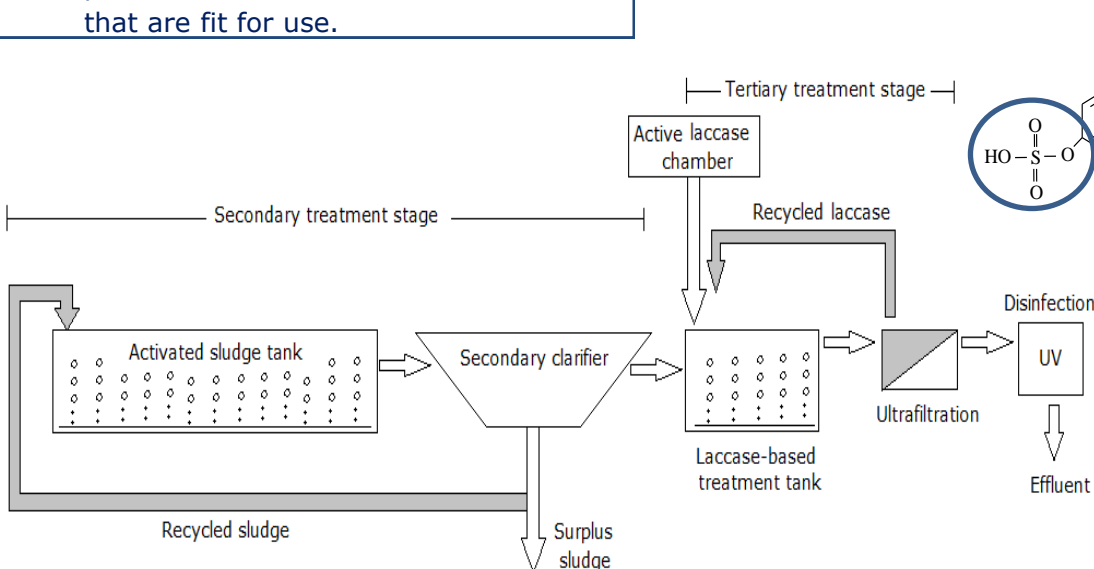 that are fit for use.
Tertiary treatment stage
Active laccase
chamber
O
HO–S–O
O
Secondary treatment stage
Recycled laccase
Disinfection
Activated sludge tank
Secondary clarifier
UV
Ultrafiltration
Laccase-based
treatment tank
Effluent
Recycled sludge
Surplus
sludge